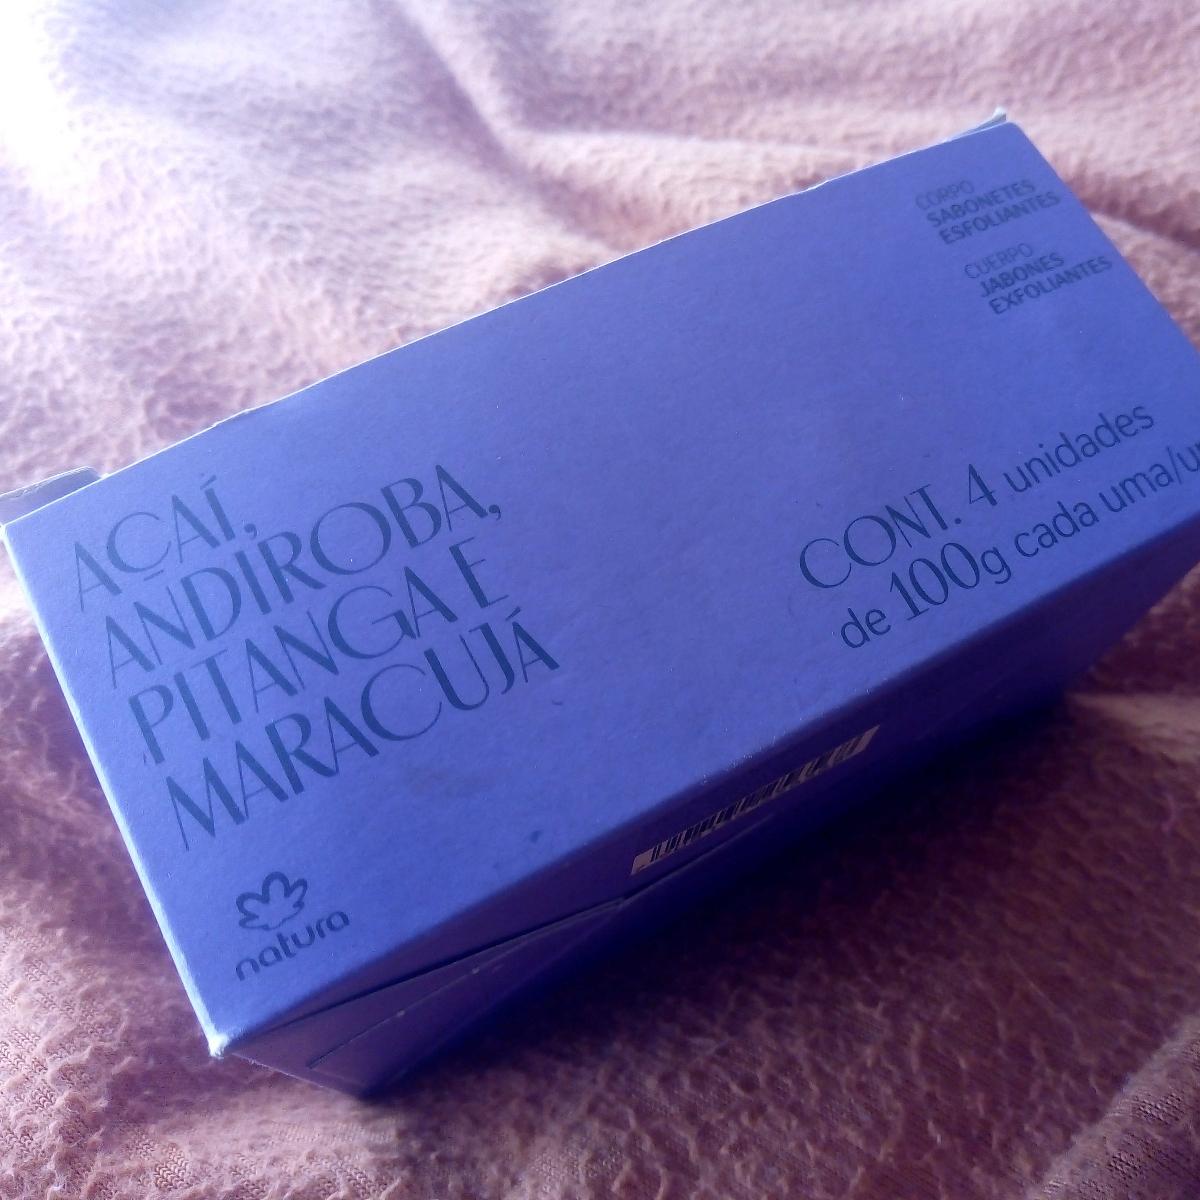 AÇAÍ,
ANDIROBA,
PITANGA E
MARACUJÁ
natura
CORPO
SABONETES
ESFOLIANTES
CUERPO
JABONES
EXFOLIANTES
CONT. 4 unidades
de 100g cada uma/